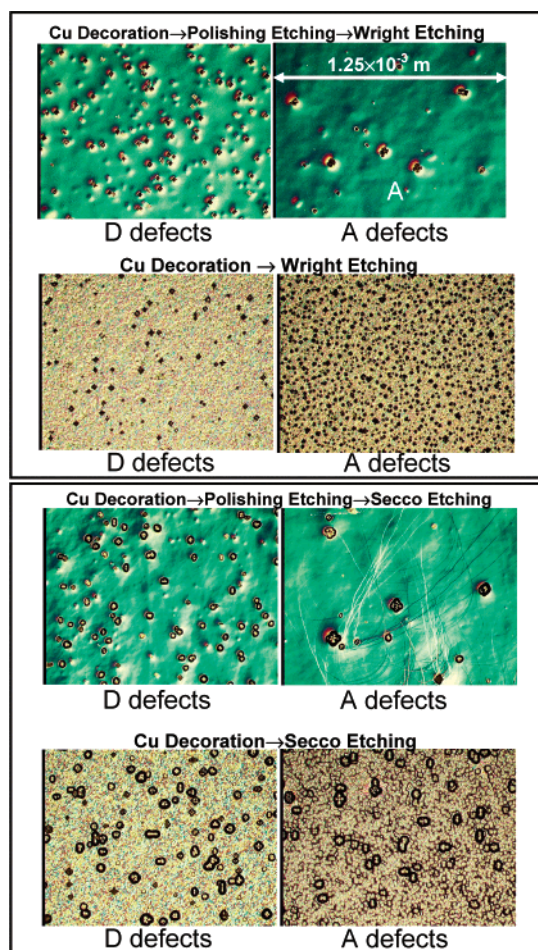 Cu Decoration→Polishing Etching→Wright Etching
1.25×10⁻³ m
A
D defects A defects
Cu Decoration → Wright Etching
D defects A defects
Cu Decoration→Polishing Etching→Secco Etching
D defects A defects
Cu Decoration→Secco Etching
D defects A defects